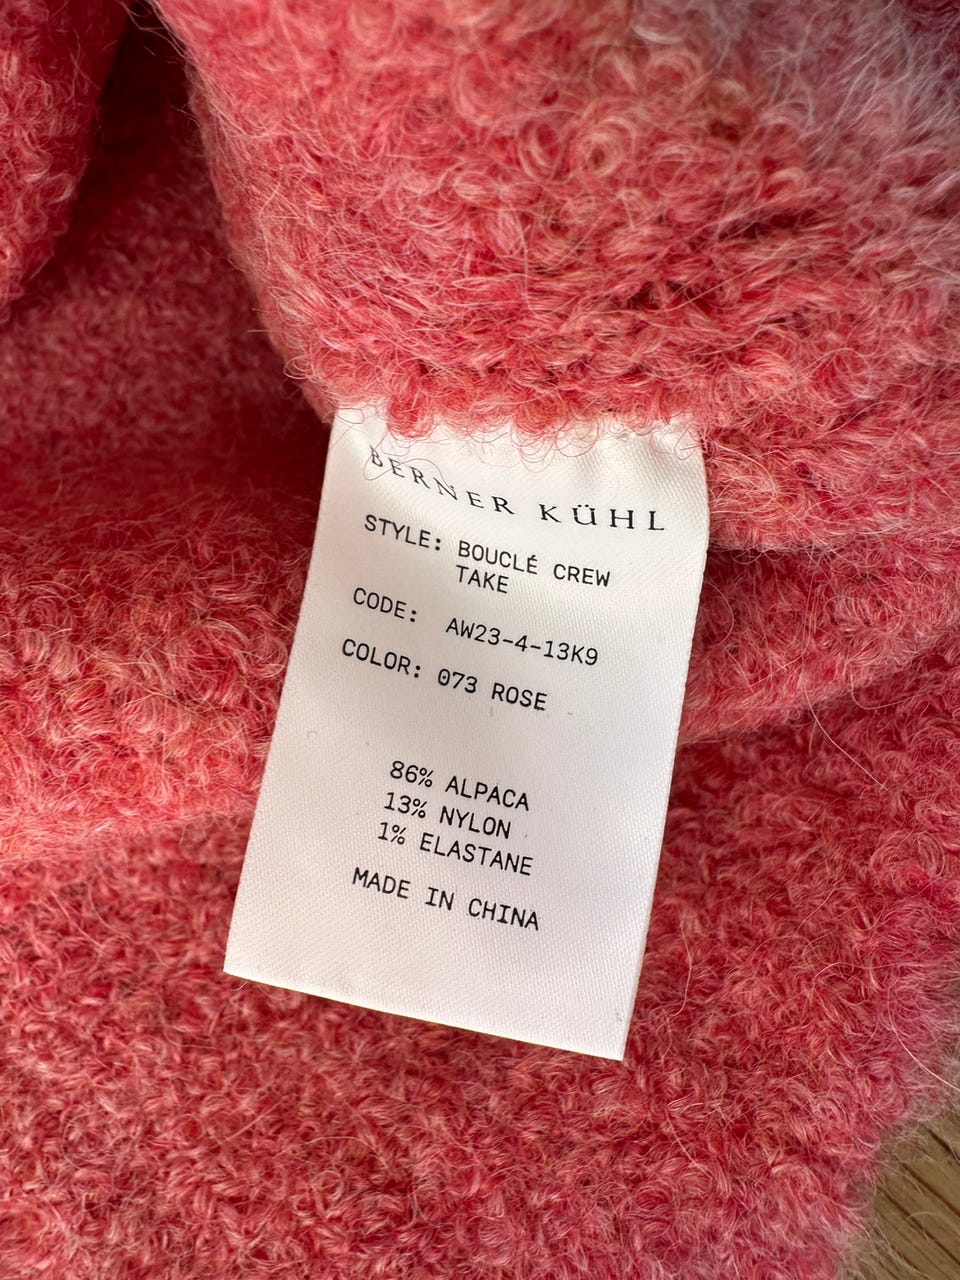 BERNER KÜHL
STYLE: BOUCLÉ CREW
TAKE
CODE: AW23-4-13K9
COLOR: 073 ROSE
86% ALPACA
13% NYLON
1% ELASTANE
MADE IN CHINA